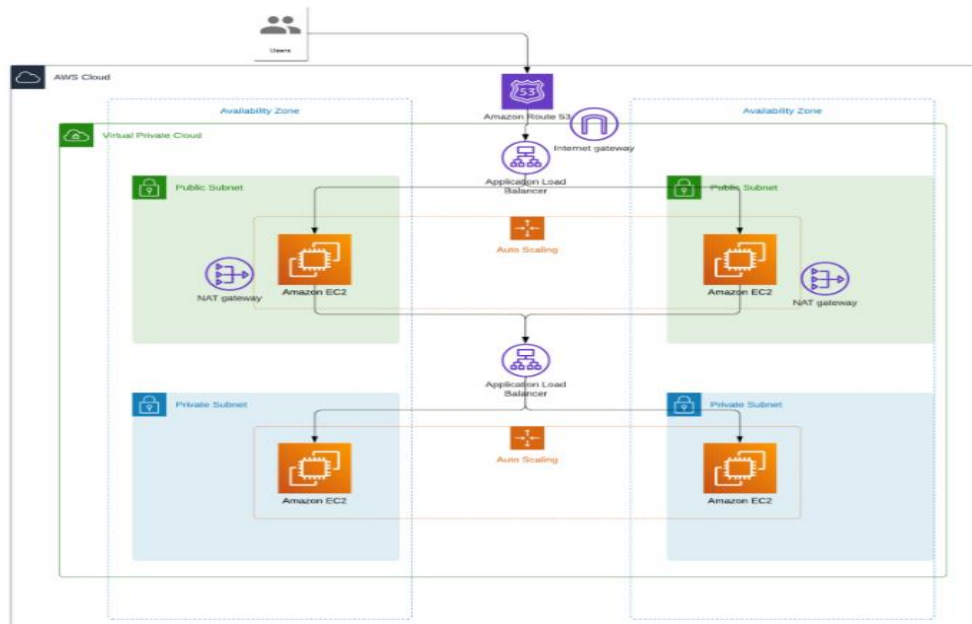 Users
AWS Cloud
Availability Zone
Availability Zone
53
Amazon Route 53
Virtual Private Cloud
Internet gateway
Application Load
Balancer
Public Subnet
Public Subnet
Auto Scaling
Amazon EC2
Amazon EC2
NAT gateway
NAT gateway
Application Load
Balancer
Private Subnet
Private Subnet
Auto Scaling
Amazon EC2
Amazon EC2